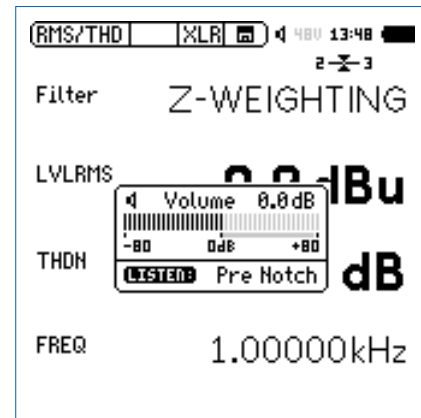 RMS/THD XLR 48V 13:48
2 3
Filter Z-WEIGHTING
LVLRMS dBu
Volume 0.0dB
-80 0dB +80
LISTEN: Pre Notch
THDN dB
FREQ 1.00000kHz